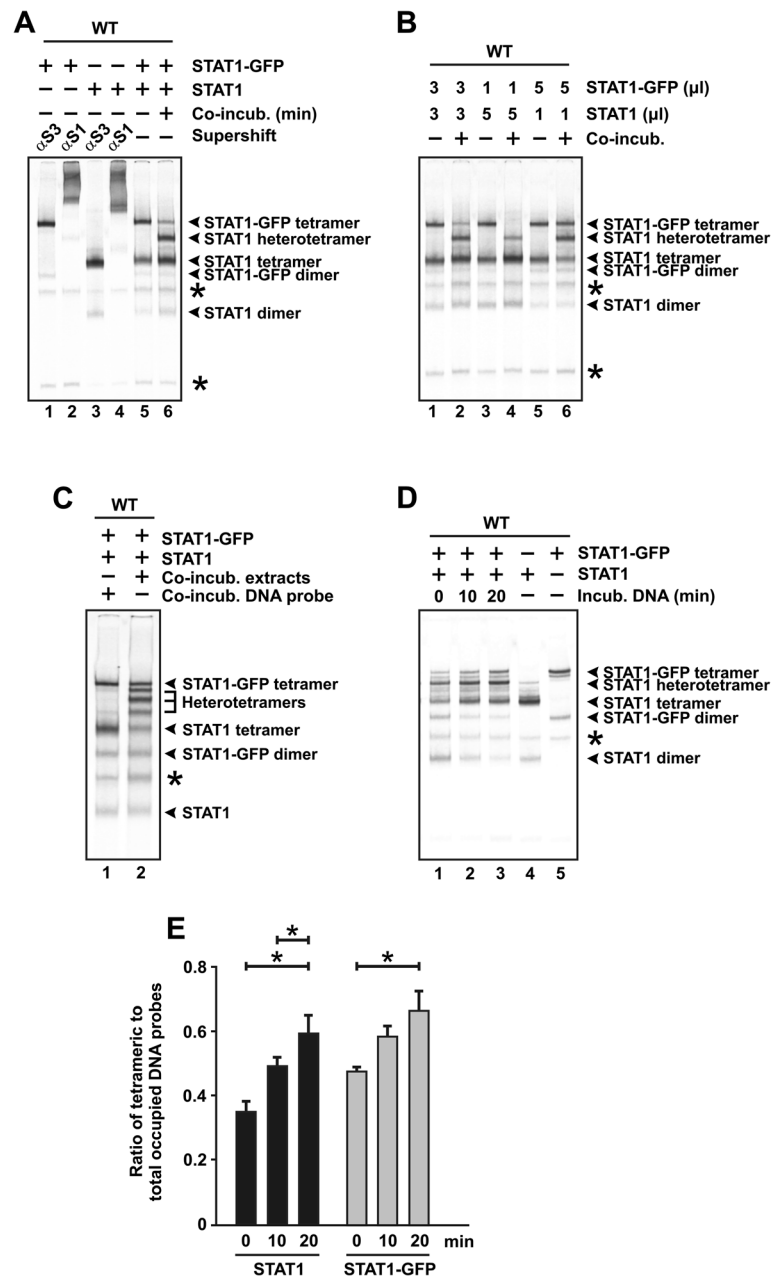 A
WT
+ + − − + + STAT1-GFP
− − + + + + STAT1
− − − − − + Co-incub. (min)
αS3 αS1 αS3 αS1 − − Supershift
STAT1-GFP tetramer
STAT1 heterotetramer
STAT1 tetramer
STAT1-GFP dimer
*
STAT1 dimer
*
1 2 3 4 5 6
B
WT
3 3 1 1 5 5 STAT1-GFP (µl)
3 3 5 5 1 1 STAT1 (µl)
− + − + − + Co-incub.
STAT1-GFP tetramer
STAT1 heterotetramer
STAT1 tetramer
STAT1-GFP dimer
*
STAT1 dimer
*
1 2 3 4 5 6
C
WT
+ + STAT1-GFP
+ + STAT1
− + Co-incub. extracts
+ − Co-incub. DNA probe
STAT1-GFP tetramer
Heterotetramers
STAT1 tetramer
STAT1-GFP dimer
*
STAT1
1 2
D
WT
+ + + − + STAT1-GFP
+ + + + − STAT1
0 10 20 − − Incub. DNA (min)
STAT1-GFP tetramer
STAT1 heterotetramer
STAT1 tetramer
STAT1-GFP dimer
*
STAT1 dimer
1 2 3 4 5
E
Ratio of tetrameric to
total occupied DNA probes
0.8
0.6
0.4
0.2
0
* * *
0 10 20 0 10 20 min
STAT1 STAT1-GFP